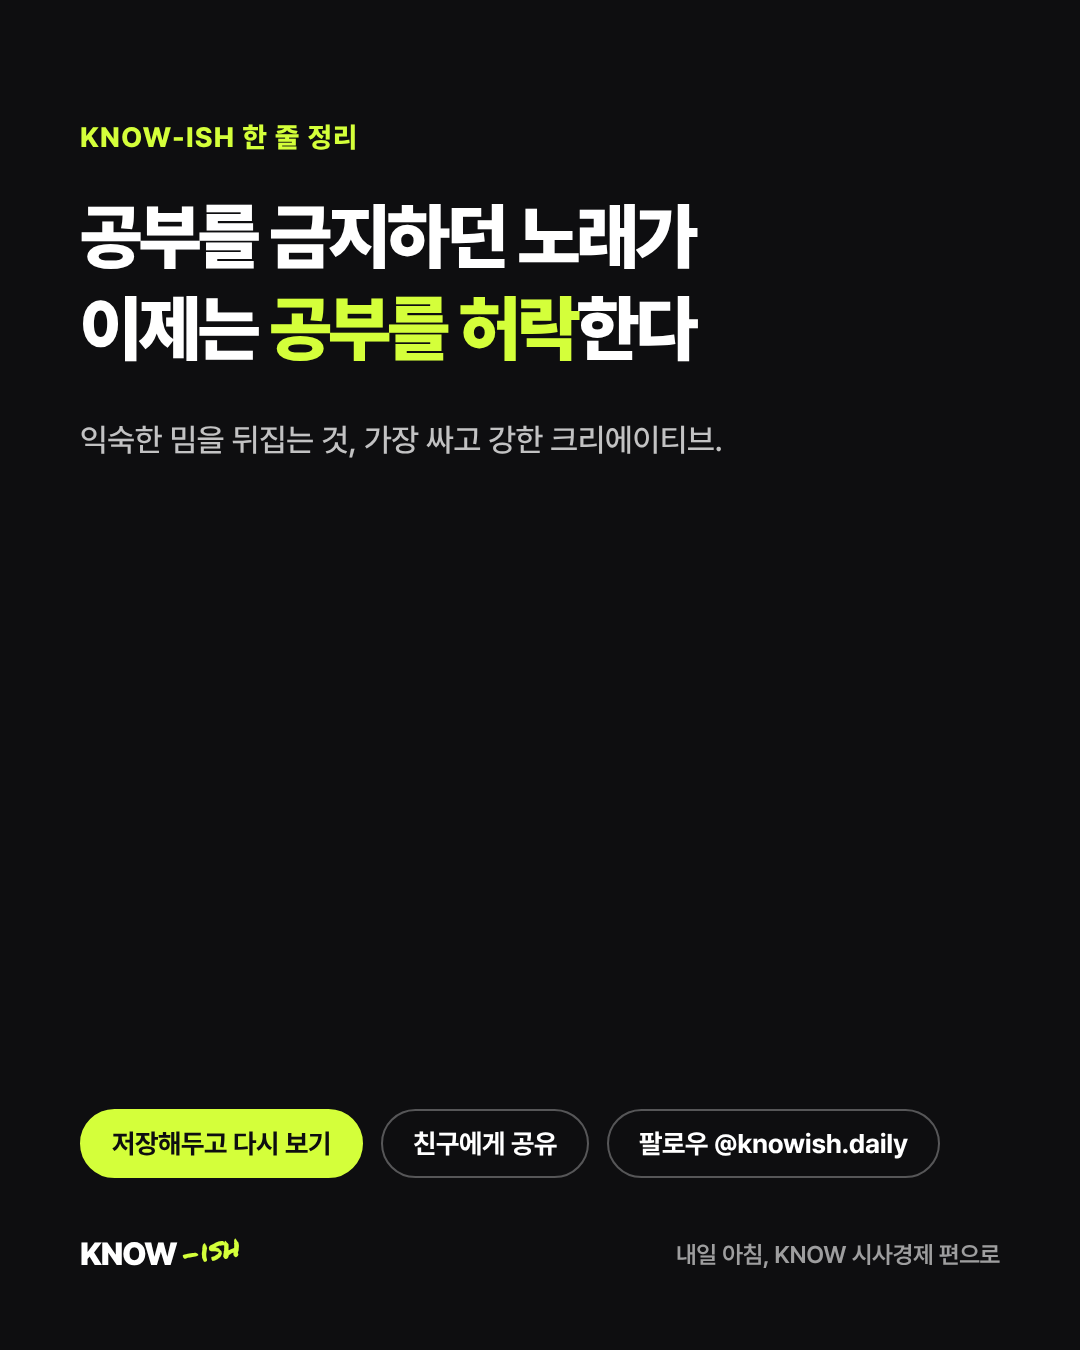 KNOW-ISH 한 줄 정리
공부를 금지하던 노래가
이제는 공부를 허락한다
익숙한 밈을 뒤집는 것, 가장 싸고 강한 크리에이티브.
저장해두고 다시 보기
친구에게 공유
팔로우 @knowish.daily
KNOW -ISH
내일 아침, KNOW 시사경제 편으로